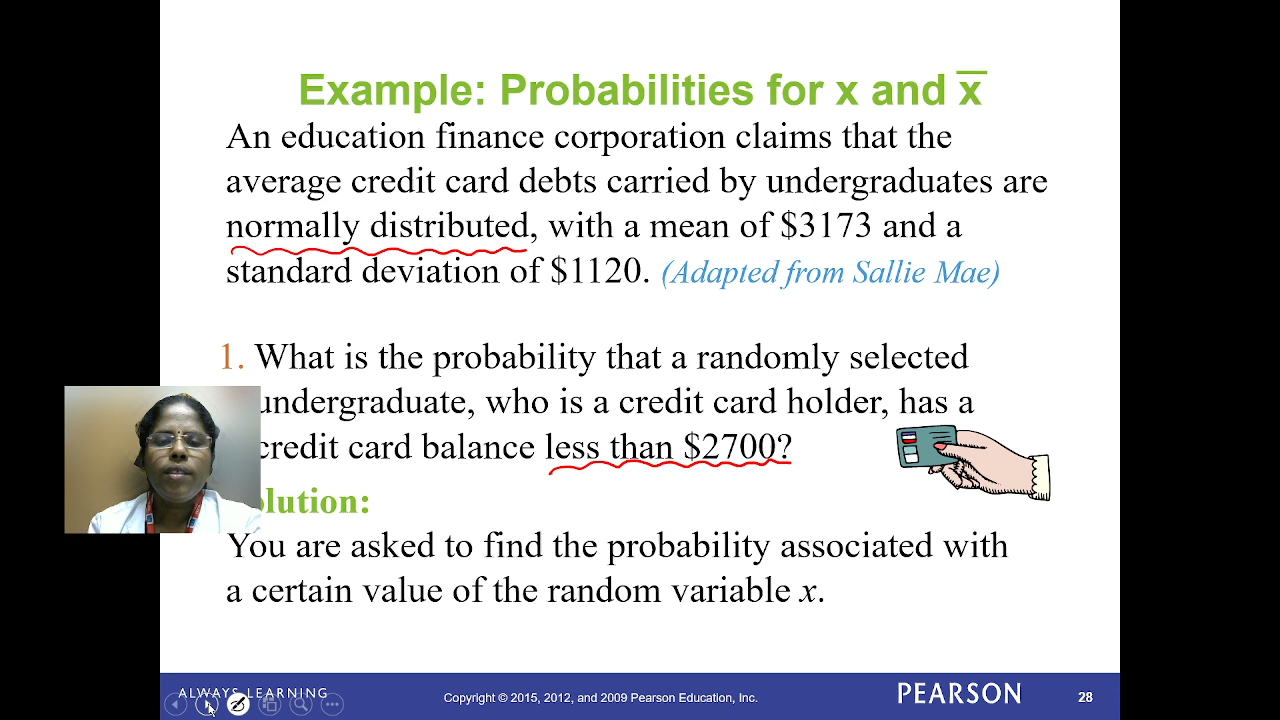 Example: Probabilities for x and x̅
An education finance corporation claims that the
average credit card debts carried by undergraduates are
normally distributed, with a mean of $3173 and a
standard deviation of $1120. (Adapted from Sallie Mae)
1. What is the probability that a randomly selected
undergraduate, who is a credit card holder, has a
credit card balance less than $2700?
olution:
You are asked to find the probability associated with
a certain value of the random variable x.
ALWAYS LEARNING
Copyright © 2015, 2012, and 2009 Pearson Education, Inc.
PEARSON
28